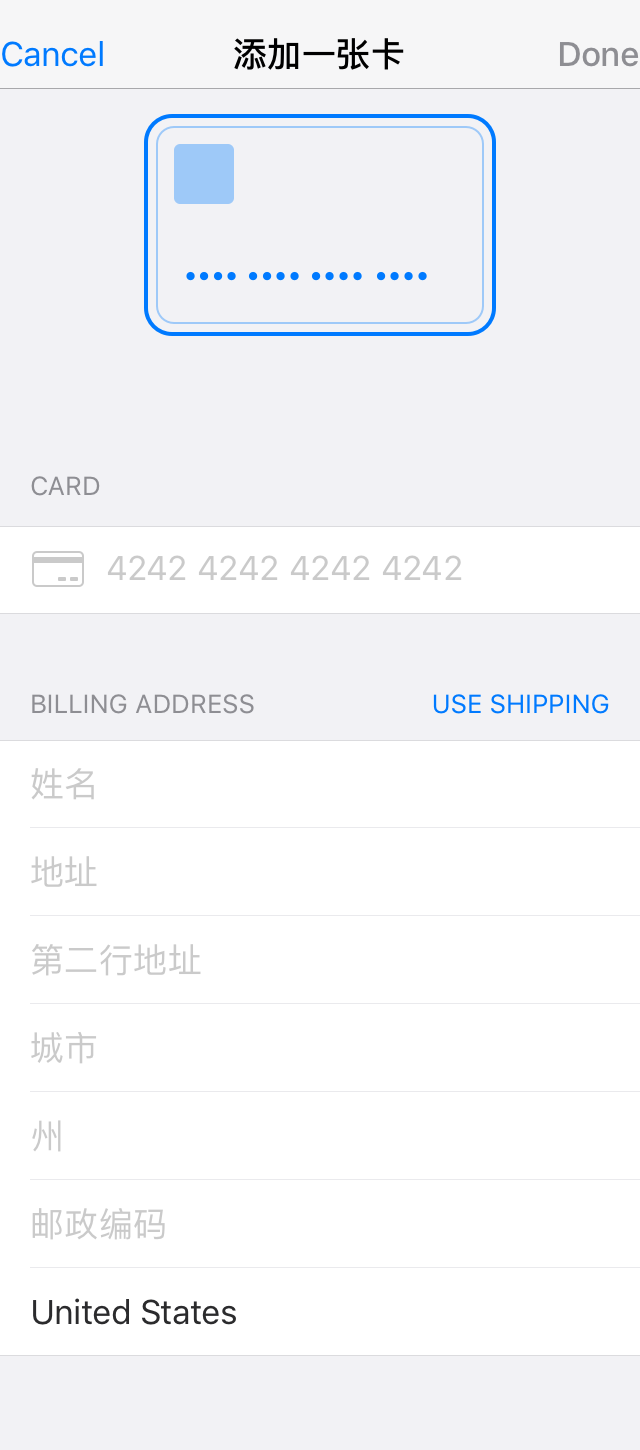 Cancel 添加一张卡 Done
•••• •••• •••• ••••
CARD
4242 4242 4242 4242
BILLING ADDRESS USE SHIPPING
姓名
地址
第二行地址
城市
州
邮政编码
United States